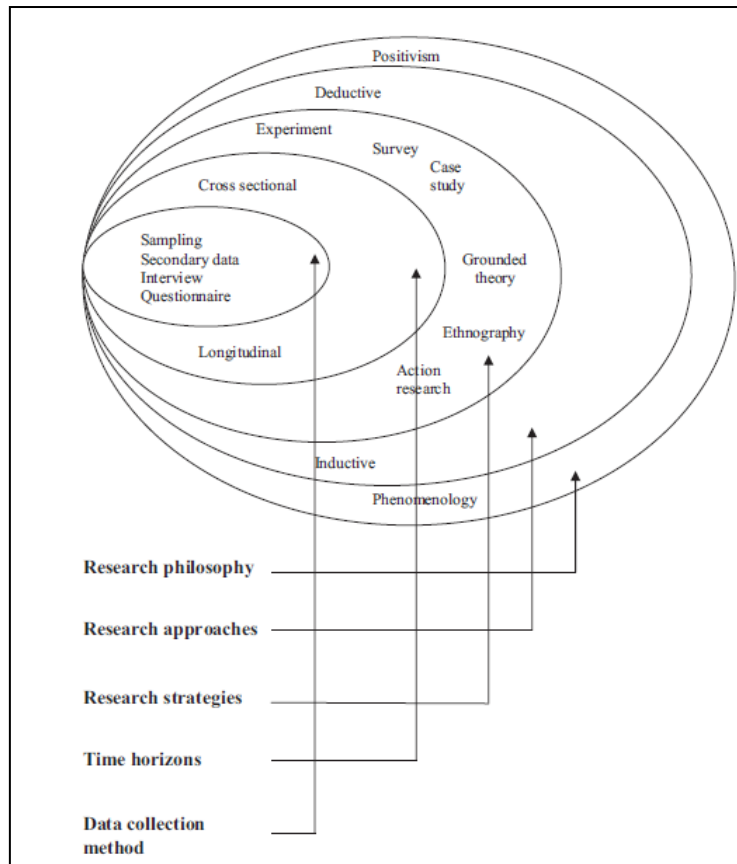 Positivism
Deductive
Experiment
Survey
Case
study
Cross sectional
Sampling
Secondary data
Interview
Questionnaire
Grounded
theory
Ethnography
Longitudinal
Action
research
Inductive
Phenomenology
Research philosophy
Research approaches
Research strategies
Time horizons
Data collection
method